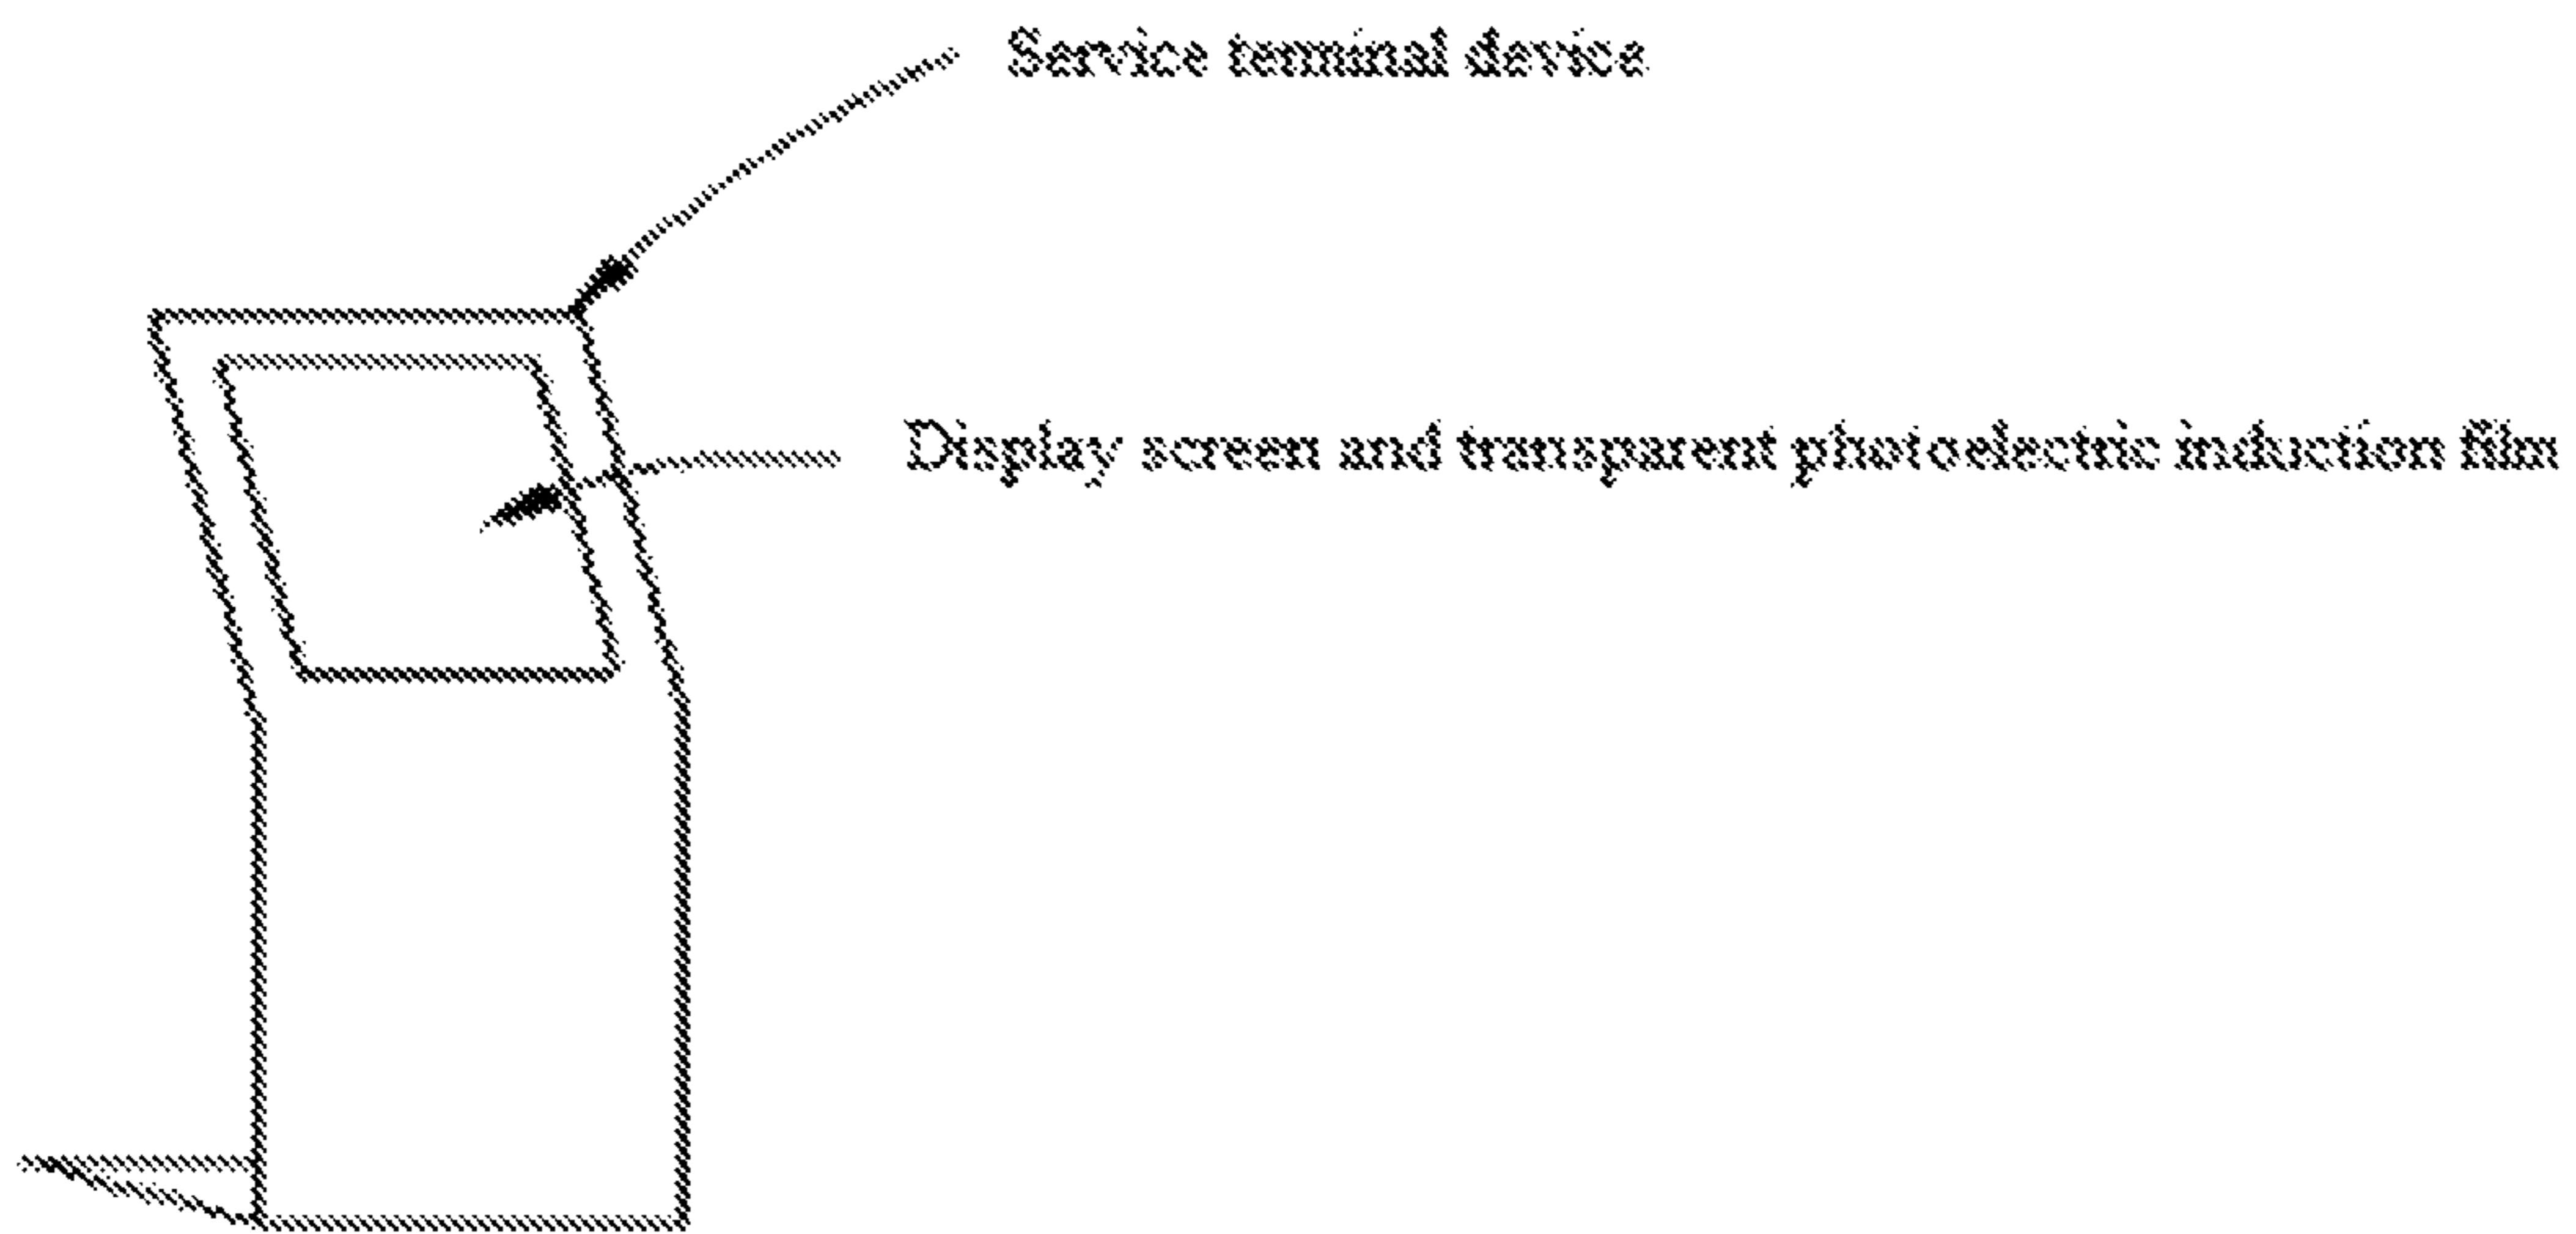 Service terminal device
Display screen and transparent photoelectric induction film